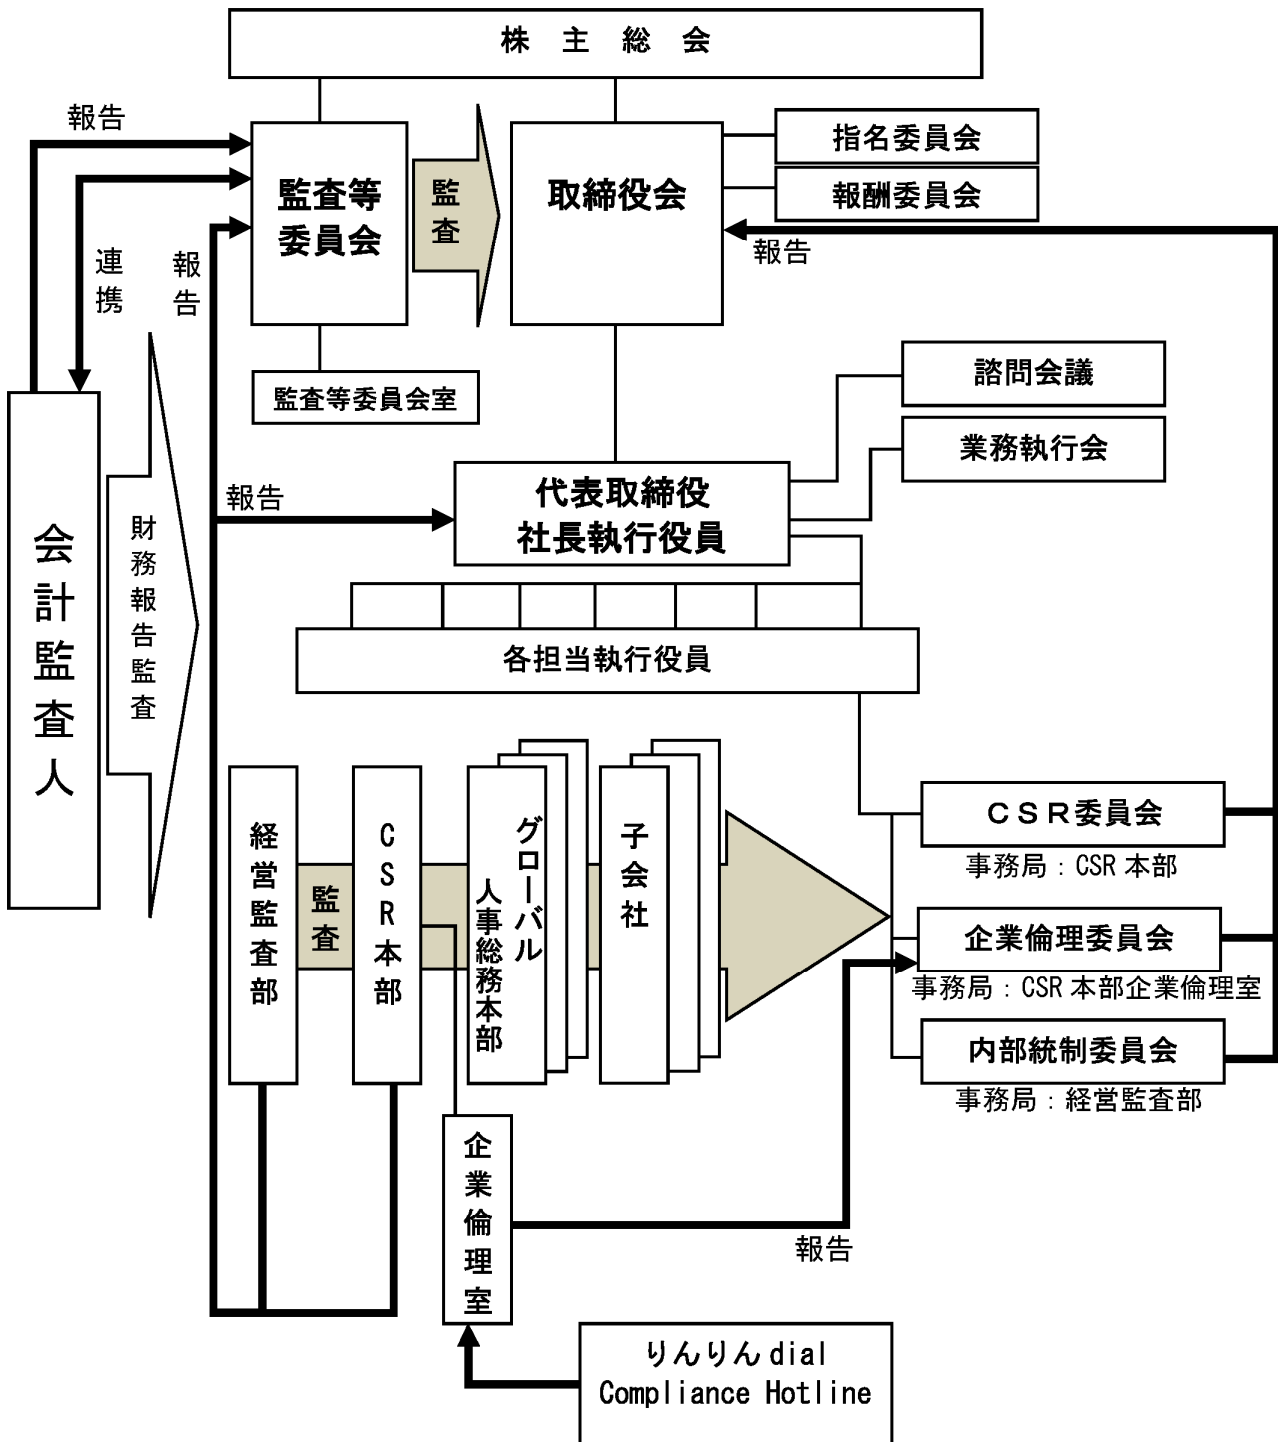 株 主 総 会
報告
指名委員会
監査等
委員会
監査
取締役会
報酬委員会
報告
連携
報告
諮問会議
監査等委員会室
業務執行会
代表取締役
社長執行役員
報告
会計監査人
財務報告監査
各担当執行役員
経営監査部
監査
CSR本部
グローバル
人事総務本部
子会社
CSR委員会
事務局：CSR 本部
企業倫理委員会
事務局：CSR 本部企業倫理室
内部統制委員会
事務局：経営監査部
企業倫理室
報告
りんりん dial
Compliance Hotline